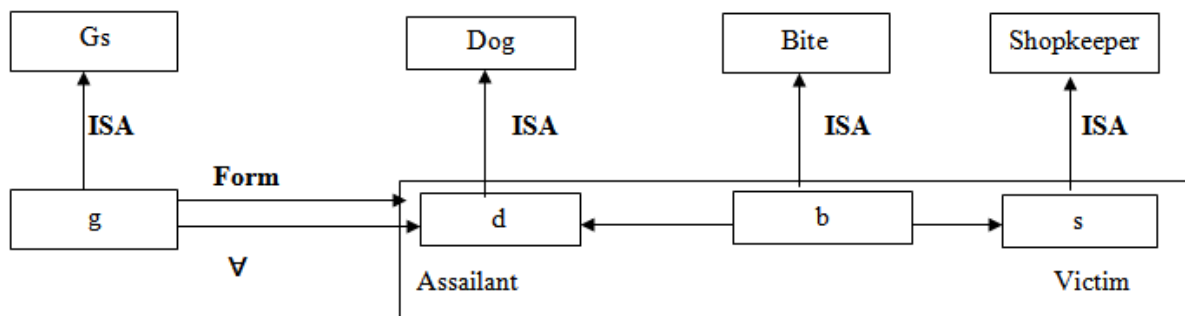 Gs Dog Bite Shopkeeper
ISA ISA ISA ISA
Form
g d b s
∀
Assailant Victim